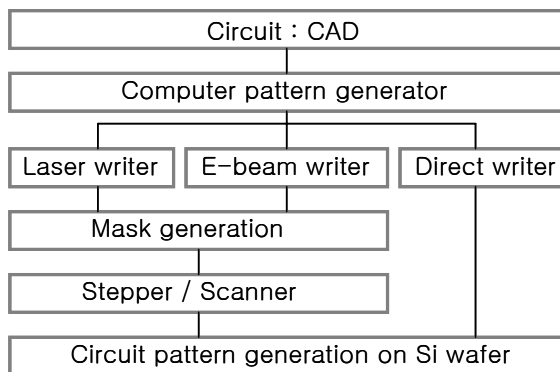 Circuit : CAD
Computer pattern generator
Laser writer
E-beam writer
Direct writer
Mask generation
Stepper / Scanner
Circuit pattern generation on Si wafer